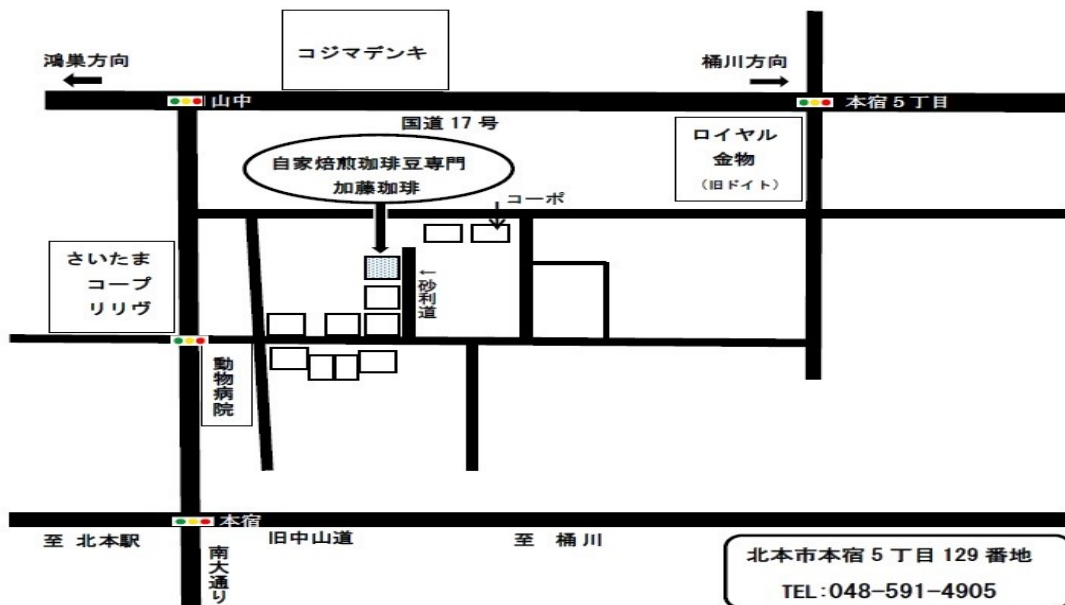 コジマデンキ
鴻巣方向
桶川方向
山中
本宿5丁目
国道17号
ロイヤル
金物
(旧ドイト)
自家焙煎珈琲豆専門
加藤珈琲
コーポ
さいたま
コープ
リリヴ
←砂利道
動物病院
本宿
至 北本駅
旧中山道
至 桶川
南大通り
北本市本宿5丁目129番地
TEL:048-591-4905